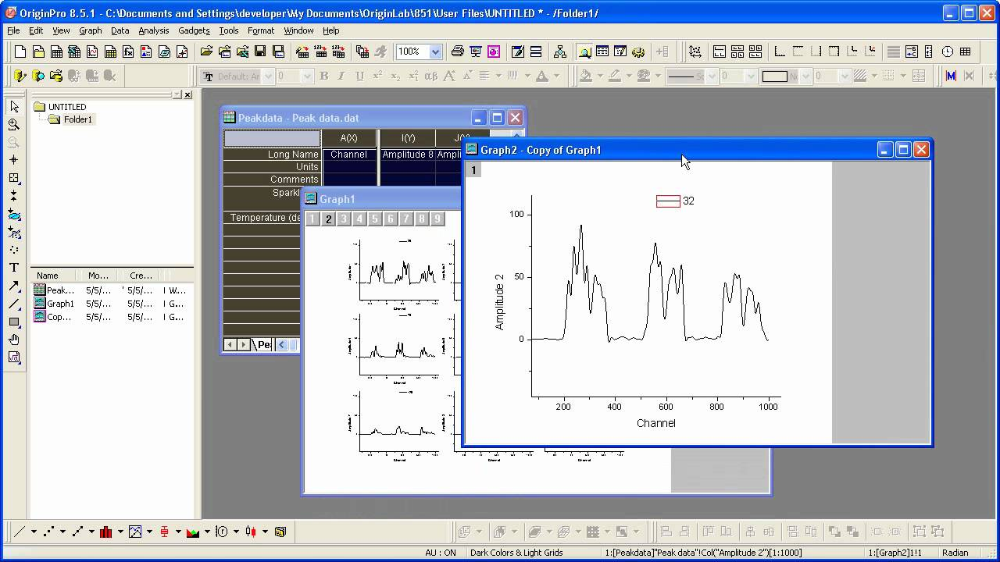 OriginPro 8.5.1 - C:\Documents and Settings\developer\My Documents\OriginLab\851\User Files\UNTITLED * - /Folder1/
File Edit View Graph Data Analysis Gadgets Tools Format Window Help
100%
Default: Ar 0 B I U x² x₂ αβ A A A 0 0
UNTITLED
Folder1
Name Mo... Cre...
Peak... 5/5/... 5/5/... W...
Graph1 5/5/... 5/5/... G...
Cop... 5/5/... 5/5/... G...
Peakdata - Peak data.dat
A(X) I(Y)
Long Name Channel Amplitude 8
Units
Comments
Temperature (de
Graph1
1 2 3 4 5 6 7 8 9
Graph2 - Copy of Graph1
1
32
100
50
0
Amplitude 2
200 400 600 800 1000
Channel
AU : ON Dark Colors & Light Grids 1:[Peakdata]"Peak data"!Col("Amplitude 2")[1:1000] 1:[Graph2]1!1 Radian